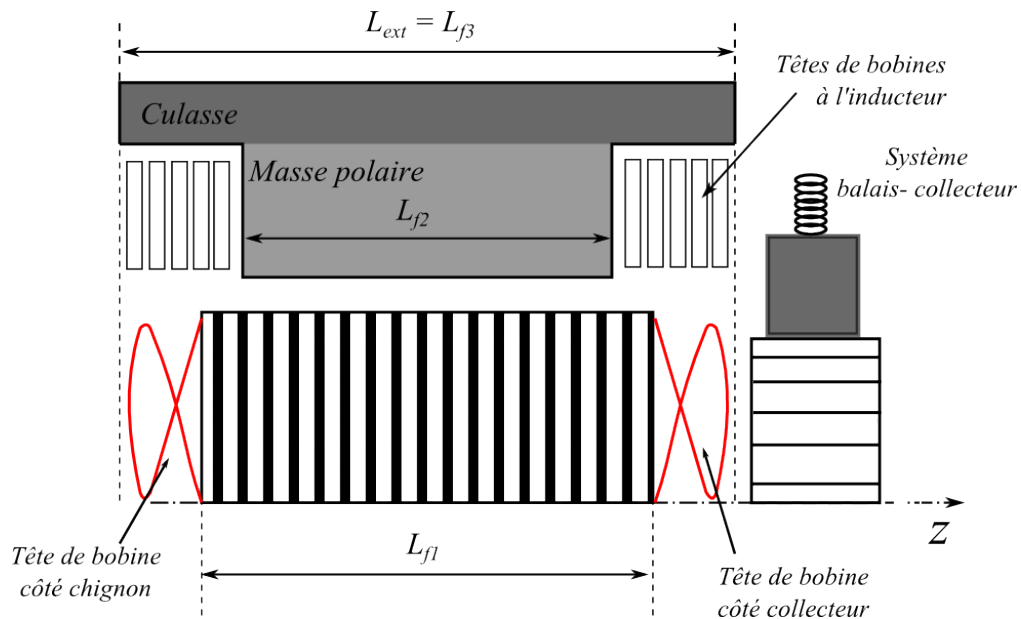 L_ext = L_f3
Têtes de bobines
à l'inducteur
Culasse
Système
balais- collecteur
Masse polaire
L_f2
z
Tête de bobine
côté chignon
L_f1
Tête de bobine
côté collecteur